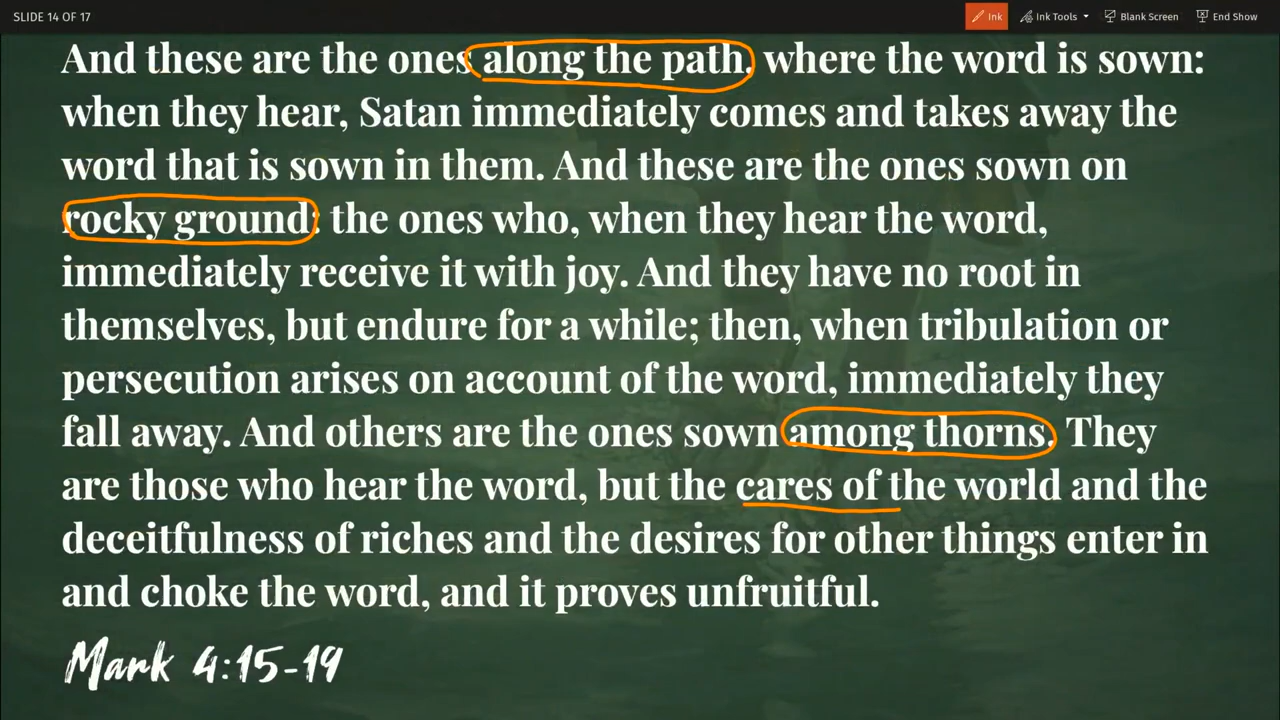 SLIDE 14 OF 17
Ink
Ink Tools
Blank Screen
End Show
And these are the ones along the path, where the word is sown:
when they hear, Satan immediately comes and takes away the
word that is sown in them. And these are the ones sown on
rocky ground: the ones who, when they hear the word,
immediately receive it with joy. And they have no root in
themselves, but endure for a while; then, when tribulation or
persecution arises on account of the word, immediately they
fall away. And others are the ones sown among thorns. They
are those who hear the word, but the cares of the world and the
deceitfulness of riches and the desires for other things enter in
and choke the word, and it proves unfruitful.
Mark 4:15-19